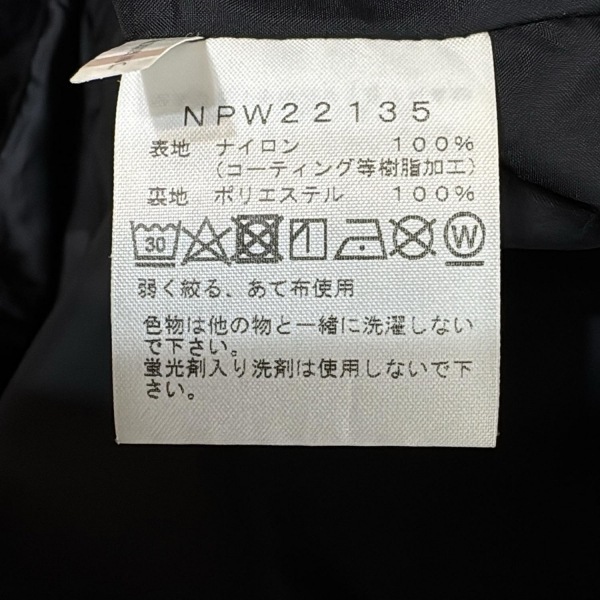 NPW22135
表地 ナイロン 100%
(コーティング等樹脂加工)
裏地 ポリエステル 100%
30 W
弱く絞る、あて布使用
色物は他の物と一緒に洗濯しない
で下さい。
蛍光剤入り洗剤は使用しないで下
さい。